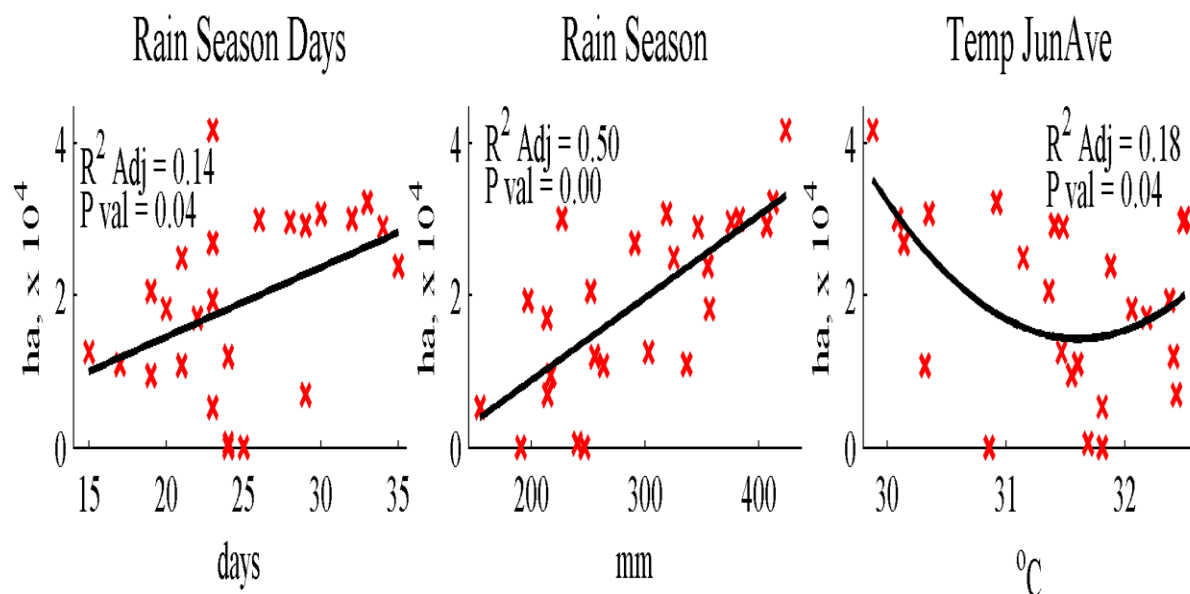 Rain Season Days
R² Adj = 0.14
P val = 0.04
ha, x 10⁴
4
2
0
15 20 25 30 35
days
Rain Season
R² Adj = 0.50
P val = 0.00
ha, x 10⁴
4
2
0
200 300 400
mm
Temp JunAve
R² Adj = 0.18
P val = 0.04
ha, x 10⁴
4
2
0
30 31 32
°C